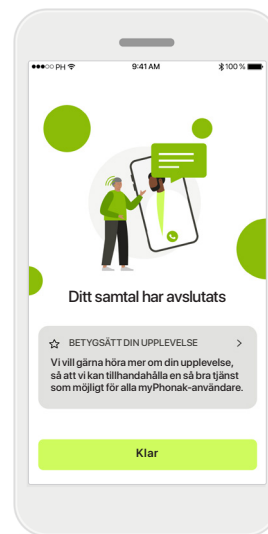 PH 9:41 AM 100 %
Ditt samtal har avslutats
BETYGSÄTT DIN UPPLEVELSE
Vi vill gärna höra mer om din upplevelse,
så att vi kan tillhandahålla en så bra tjänst
som möjligt för alla myPhonak-användare.
Klar